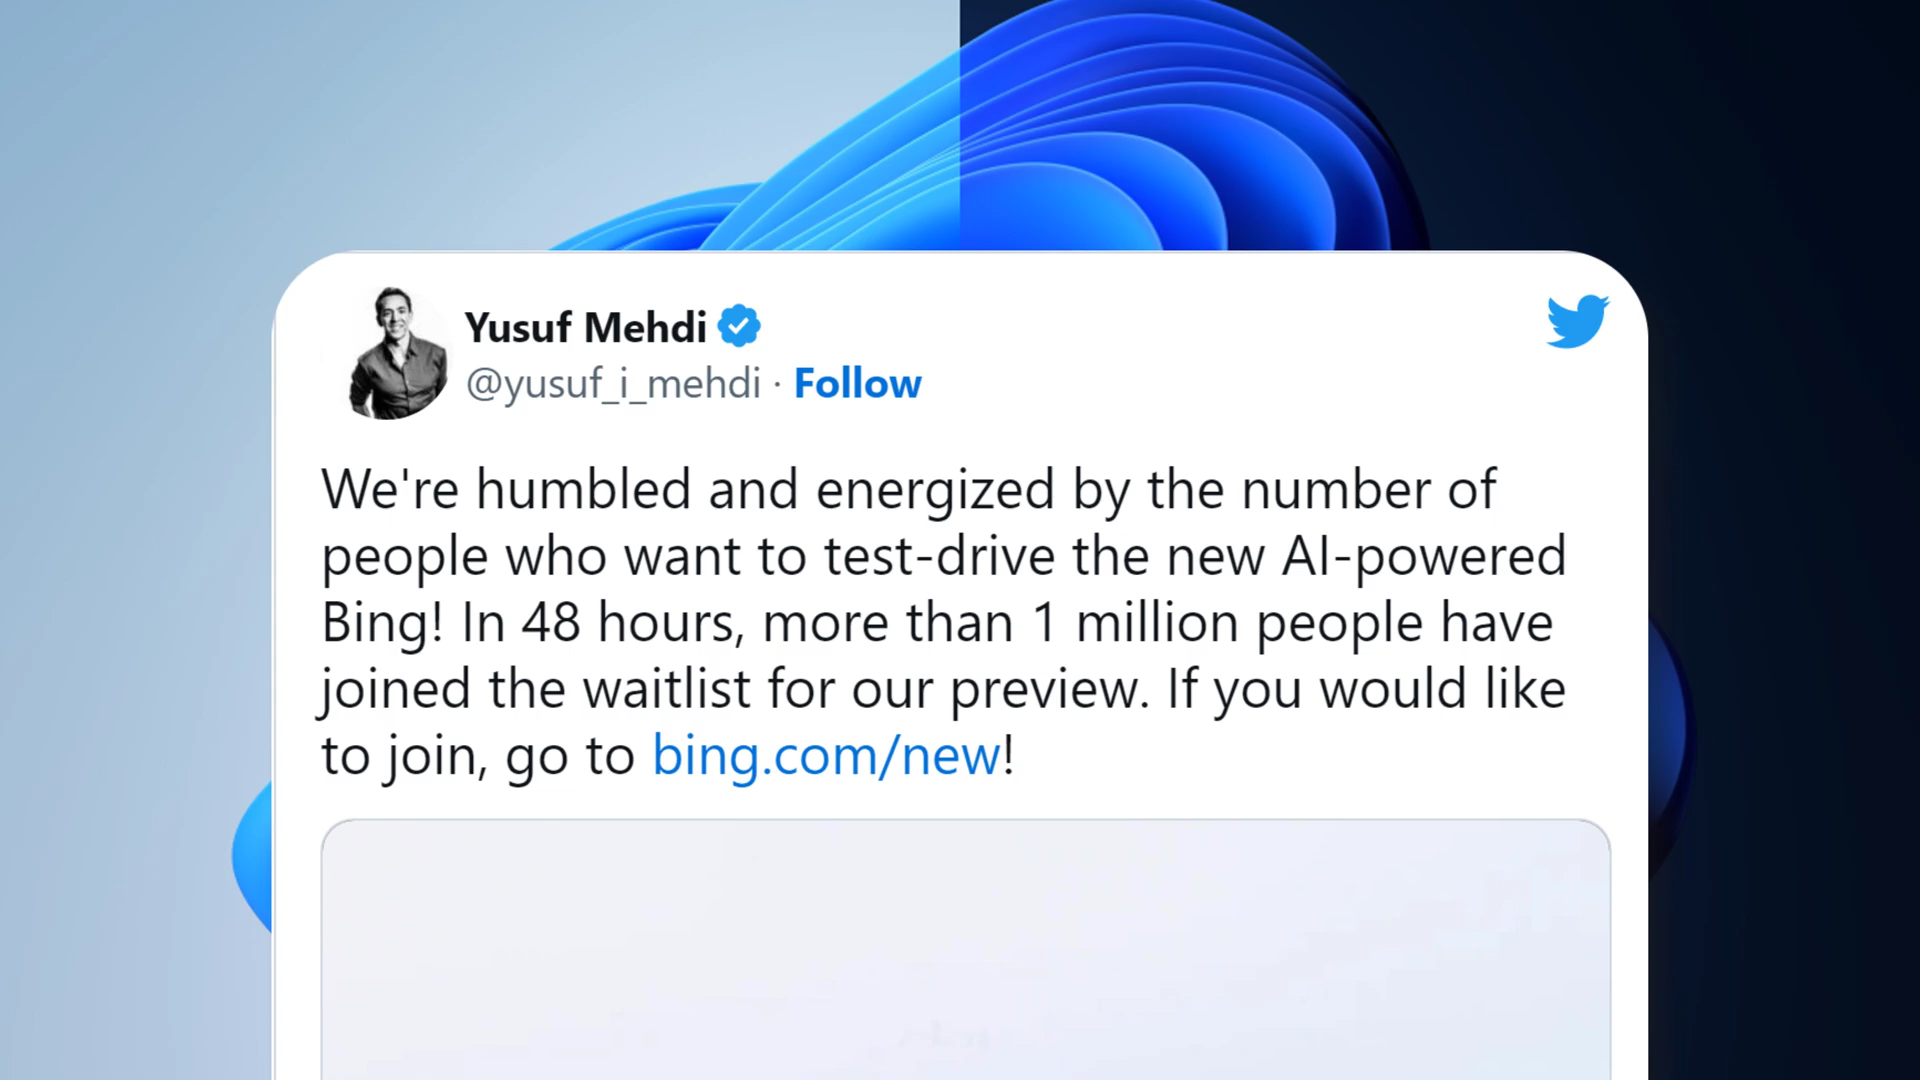 Yusuf Mehdi
@yusuf_i_mehdi · Follow
We're humbled and energized by the number of
people who want to test-drive the new AI-powered
Bing! In 48 hours, more than 1 million people have
joined the waitlist for our preview. If you would like
to join, go to bing.com/new!